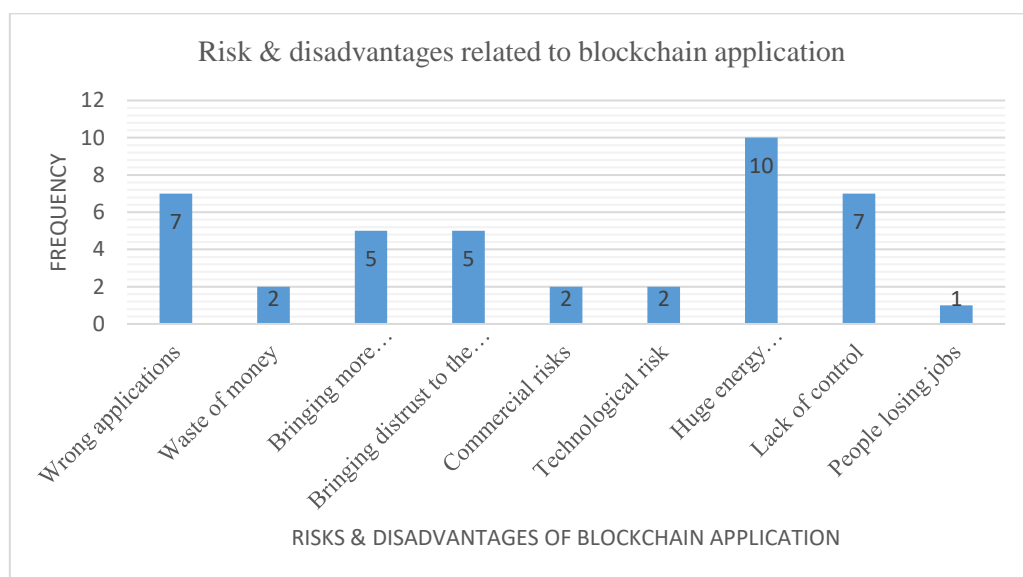 Risk & disadvantages related to blockchain application
12
10
8
6
4
2
0
FREQUENCY
7
2
5
5
2
2
10
7
1
Wrong applications
Waste of money
Bringing more…
Bringing distrust to the…
Commercial risks
Technological risk
Huge energy…
Lack of control
People losing jobs
RISKS & DISADVANTAGES OF BLOCKCHAIN APPLICATION